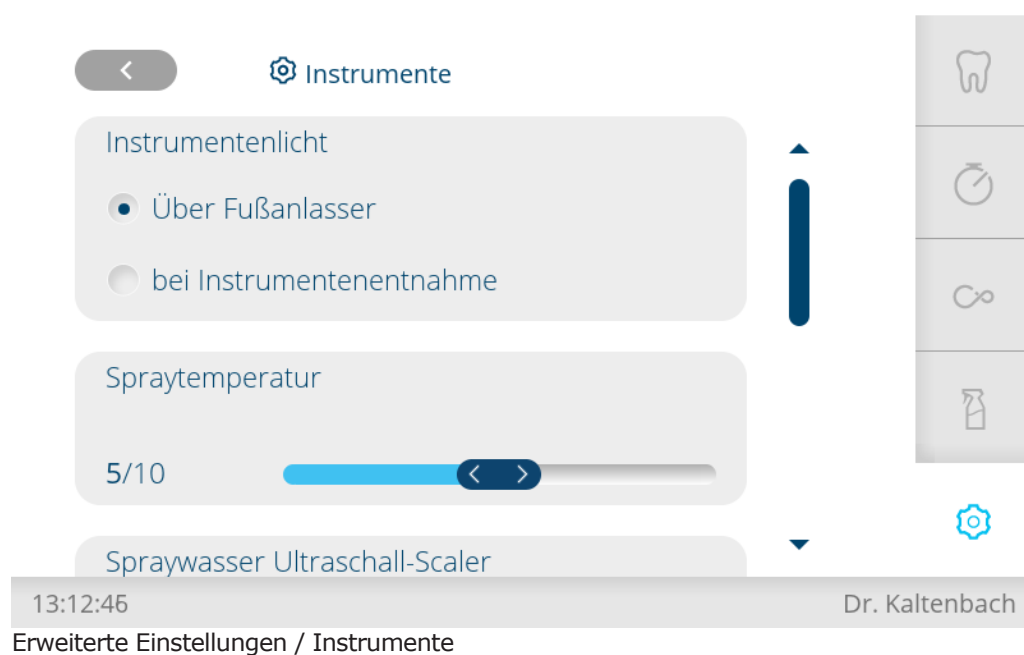 Instrumente
Instrumentenlicht
Über Fußanlasser
bei Instrumentenentnahme
Spraytemperatur
5/10
Spraywasser Ultraschall-Scaler
13:12:46
Dr. Kaltenbach
Erweiterte Einstellungen / Instrumente